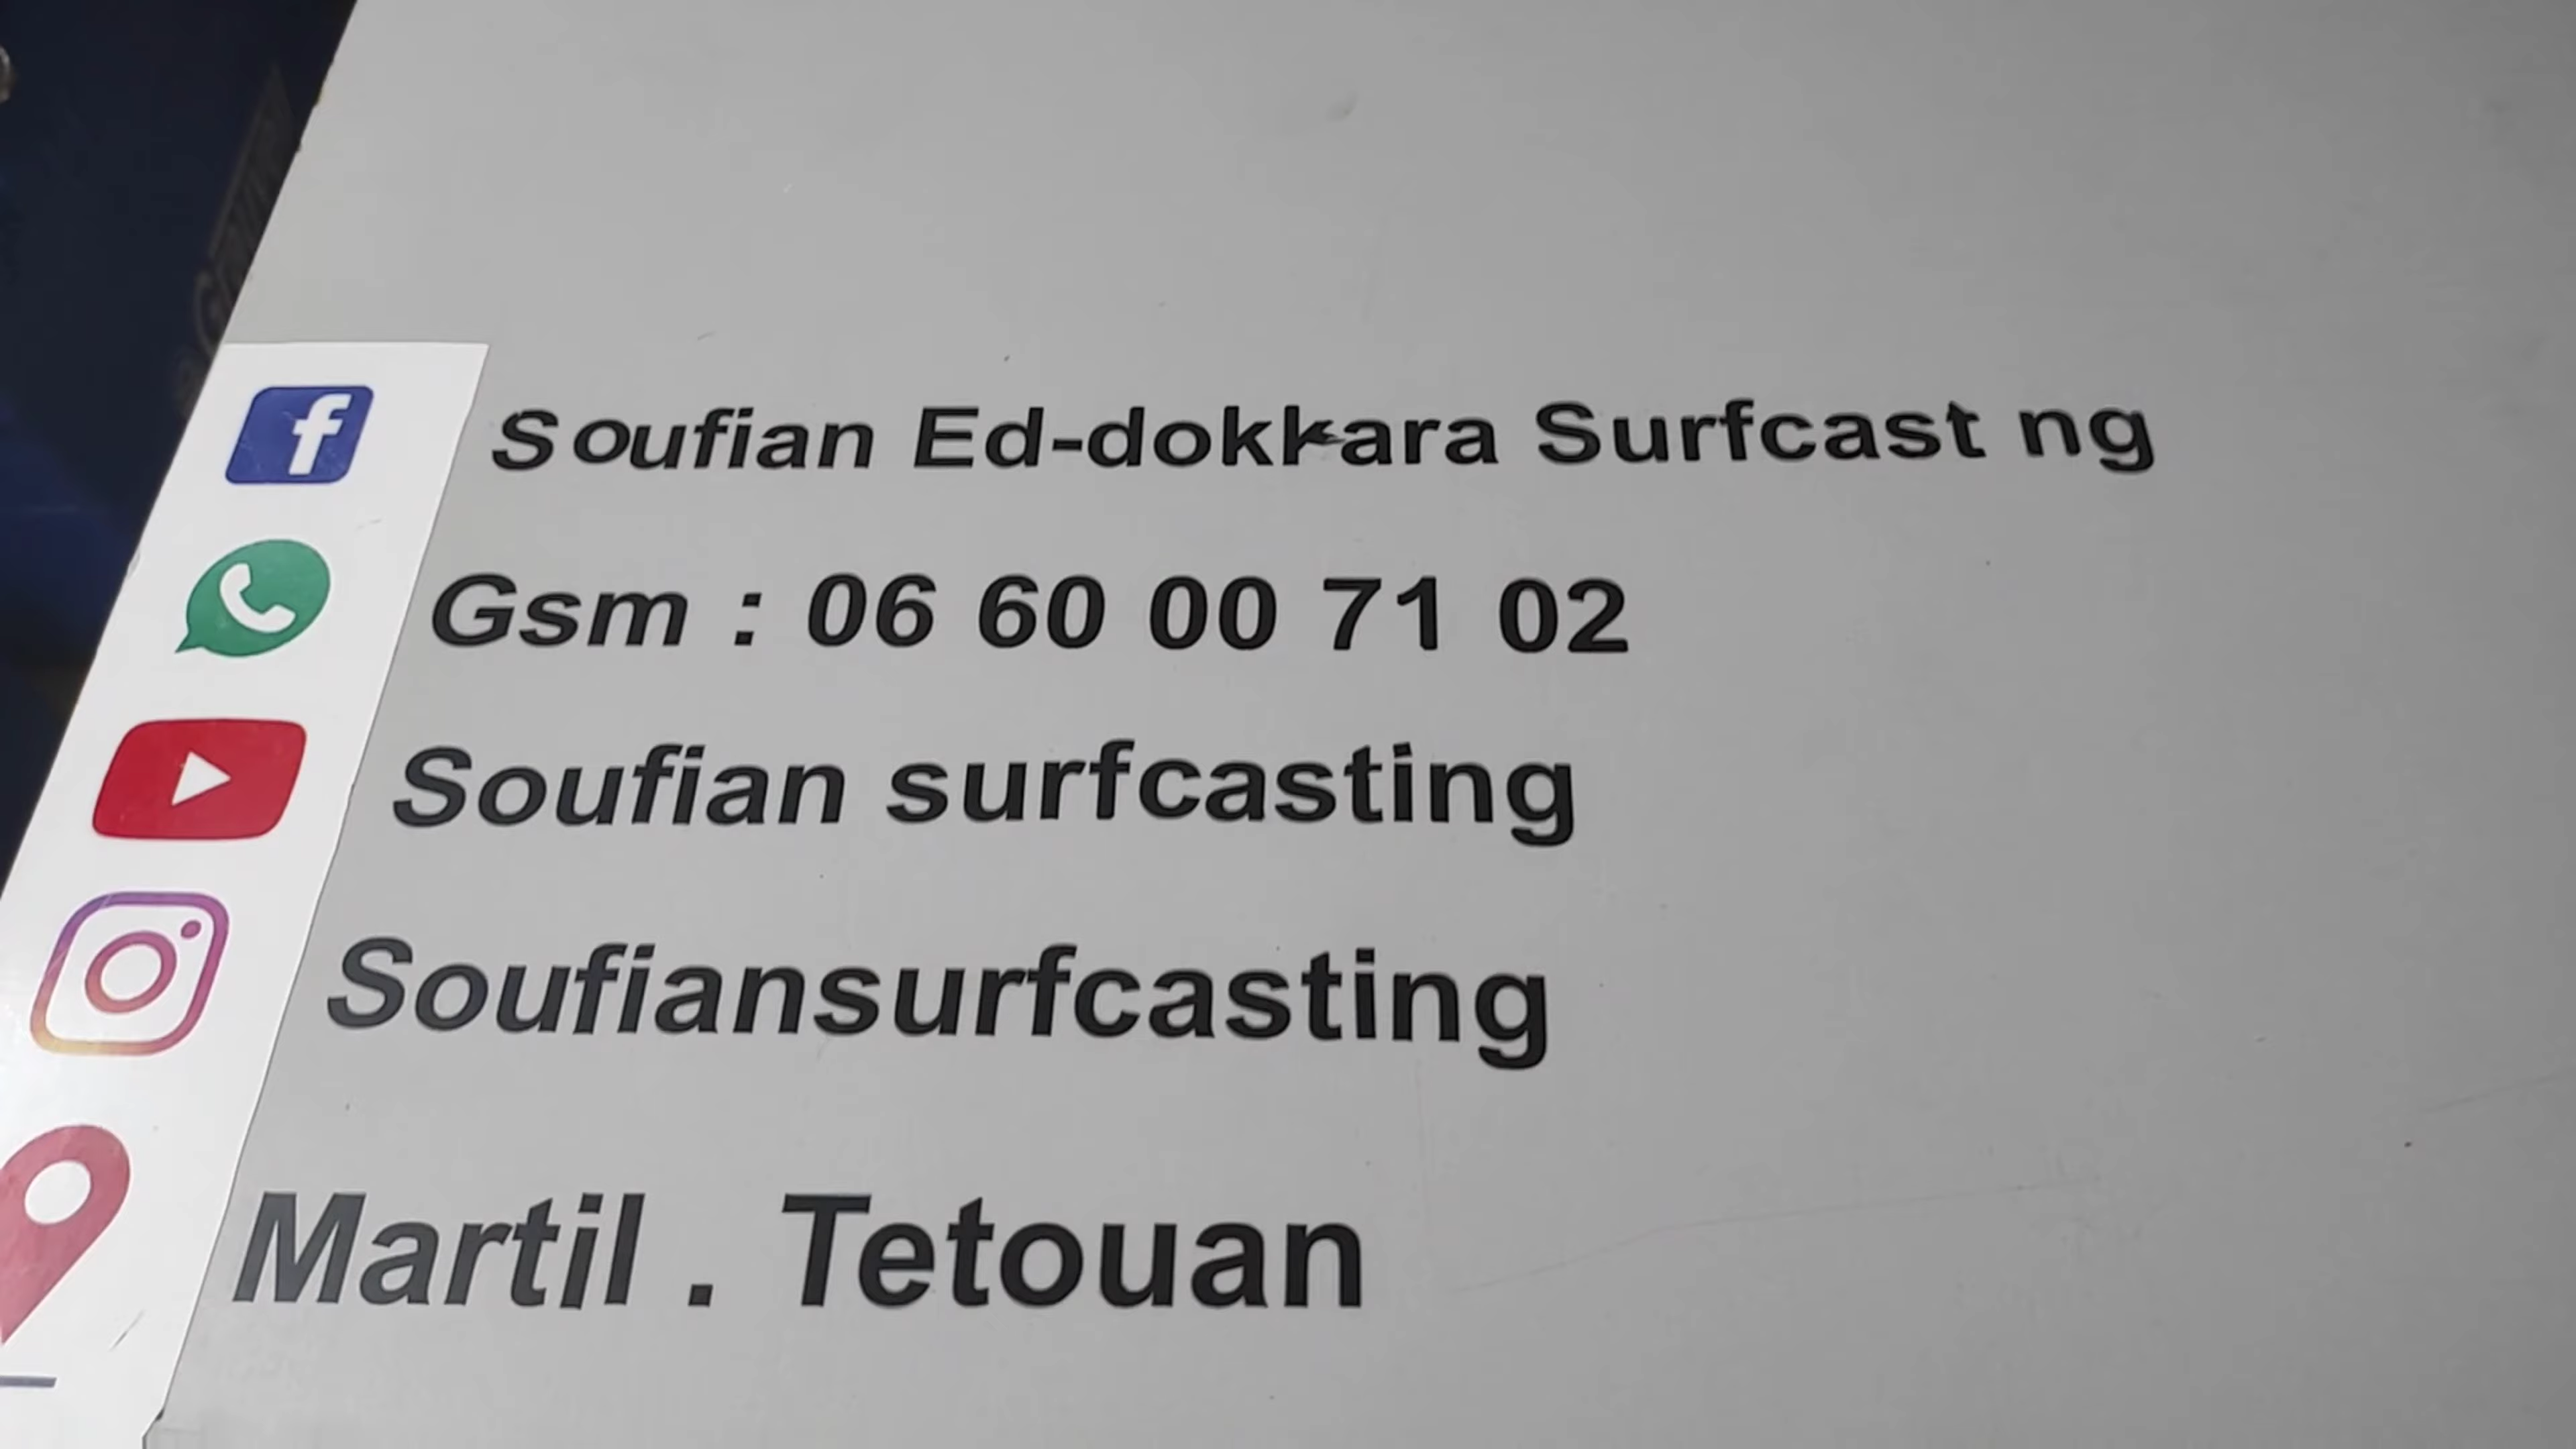 Soufian Ed-dokkara Surfcast ng
Gsm : 06 60 00 71 02
Soufian surfcasting
Soufiansurfcasting
Martil . Tetouan